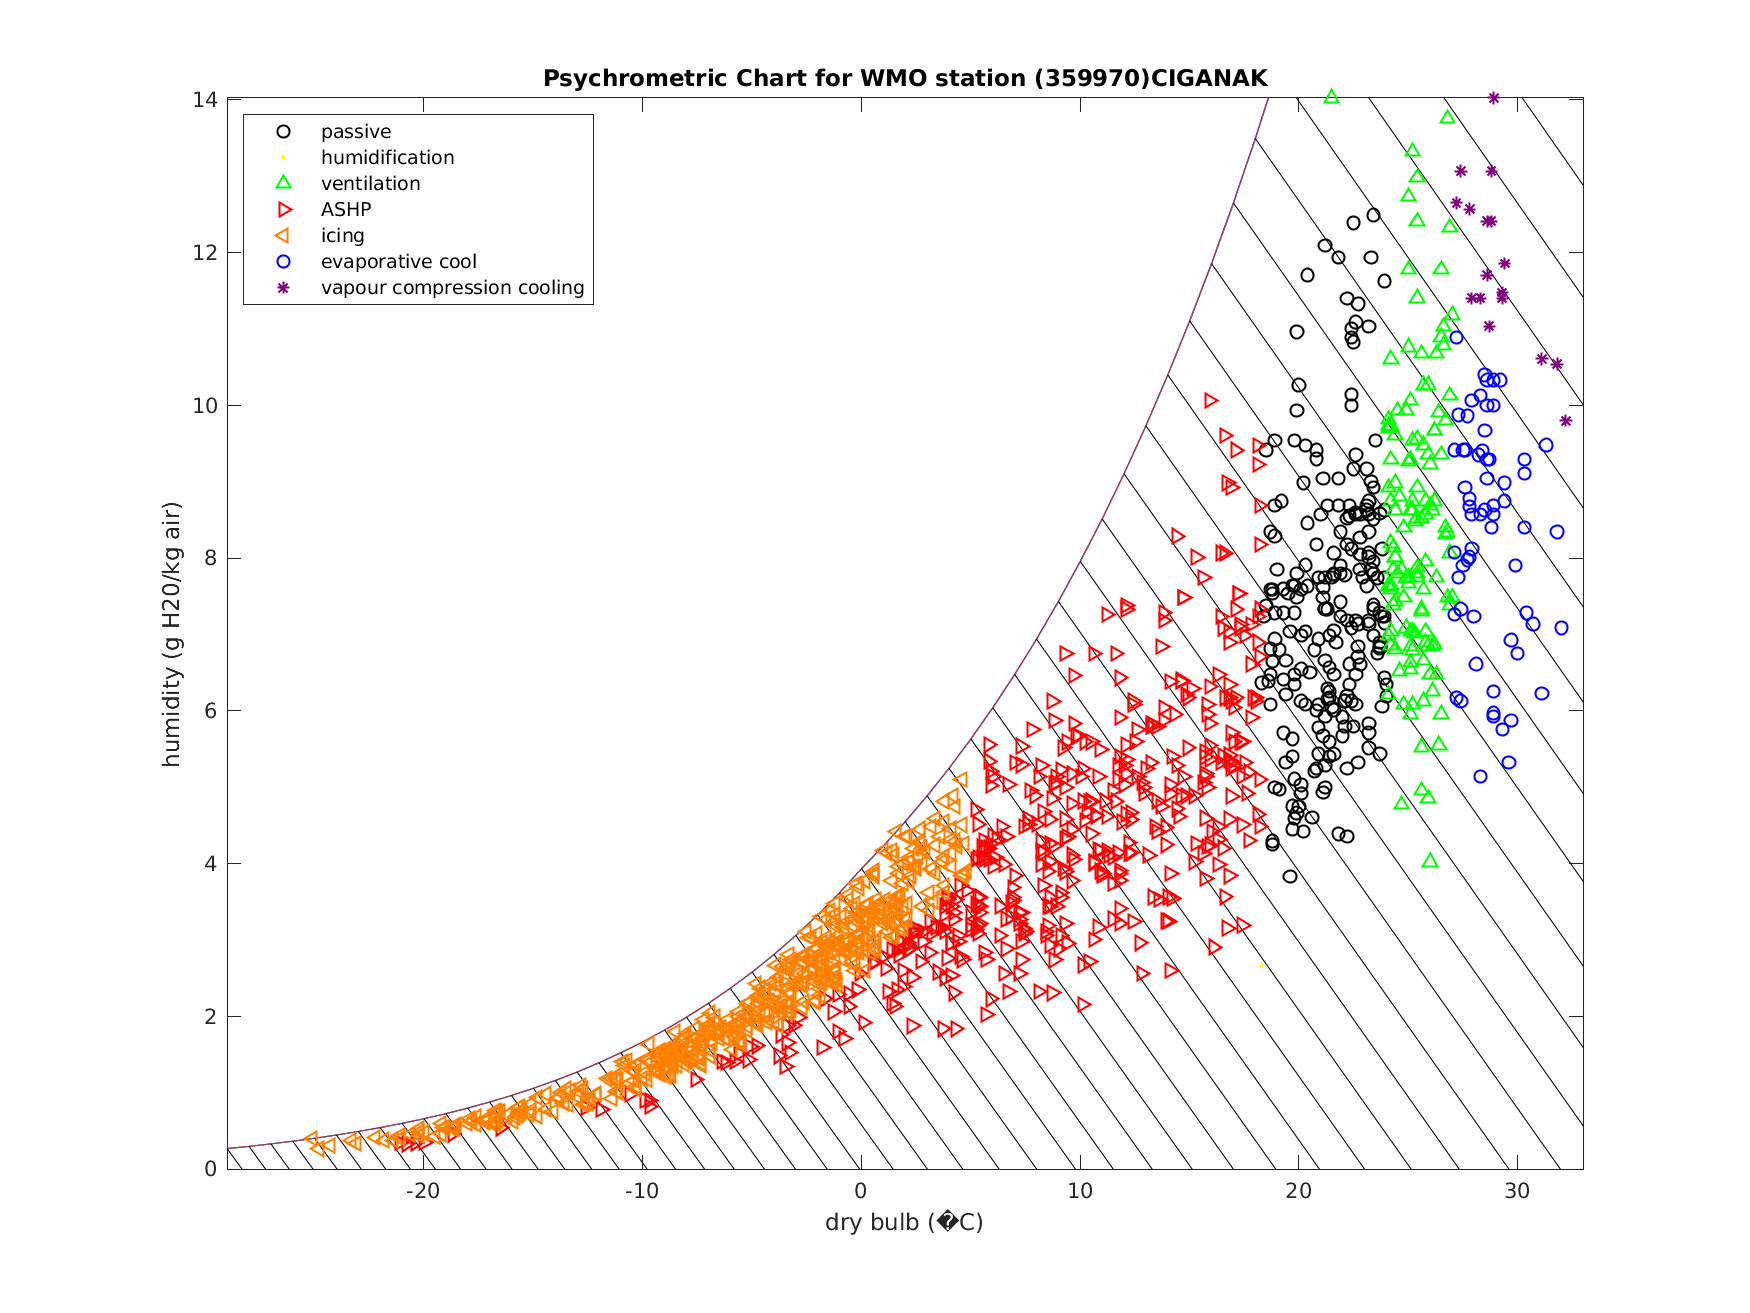 Psychrometric Chart for WMO station (359970)CIGANAK
14
12
10
8
6
4
2
0
humidity (g H20/kg air)
passive
humidification
ventilation
ASHP
icing
evaporative cool
vapour compression cooling
-20
-10
0
10
20
30
dry bulb (�C)